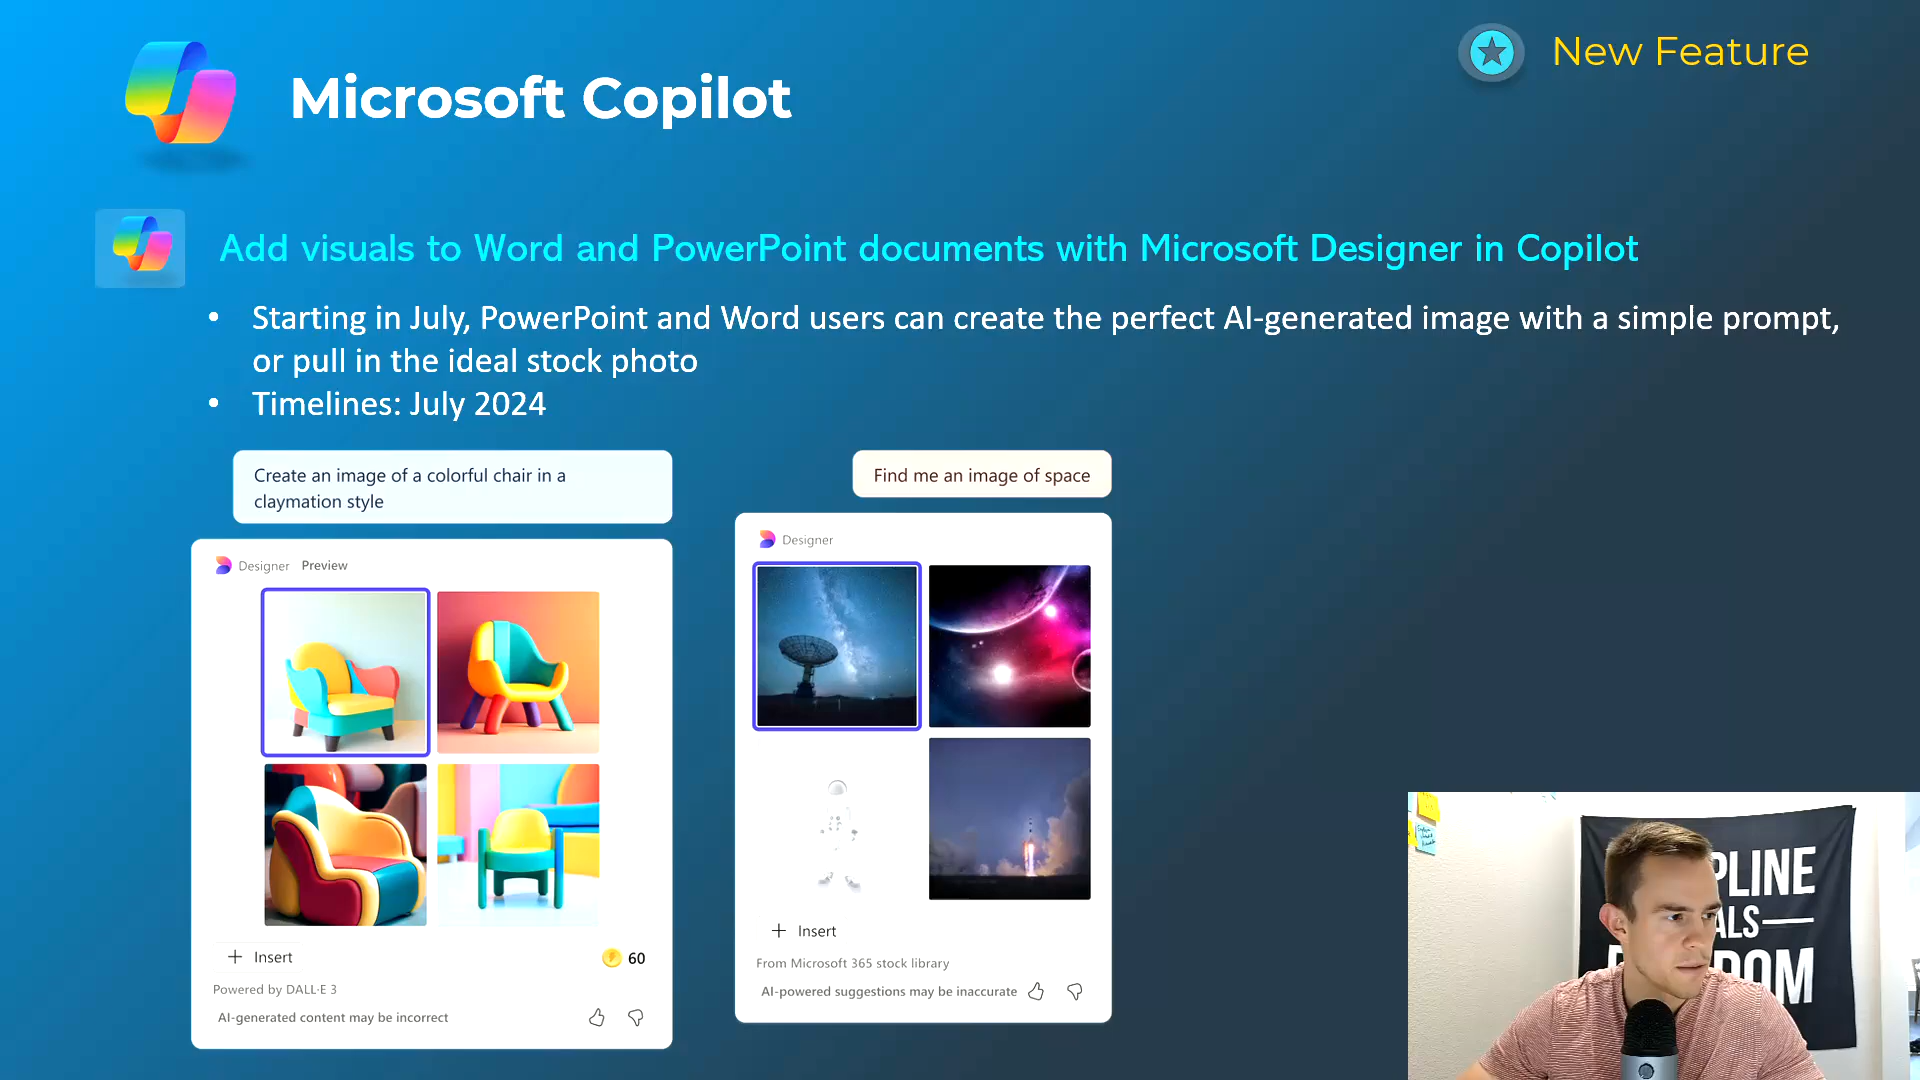 New Feature
Microsoft Copilot
Add visuals to Word and PowerPoint documents with Microsoft Designer in Copilot
• Starting in July, PowerPoint and Word users can create the perfect AI-generated image with a simple prompt,
or pull in the ideal stock photo
• Timelines: July 2024
Create an image of a colorful chair in a
claymation style
Designer Preview
+ Insert
60
Powered by DALL·E 3
AI-generated content may be incorrect
Find me an image of space
Designer
+ Insert
From Microsoft 365 stock library
AI-powered suggestions may be inaccurate
PLINE
ALS—
DOM